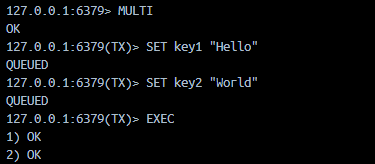 127.0.0.1:6379> MULTI
OK
127.0.0.1:6379(TX)> SET key1 "Hello"
QUEUED
127.0.0.1:6379(TX)> SET key2 "World"
QUEUED
127.0.0.1:6379(TX)> EXEC
1) OK
2) OK